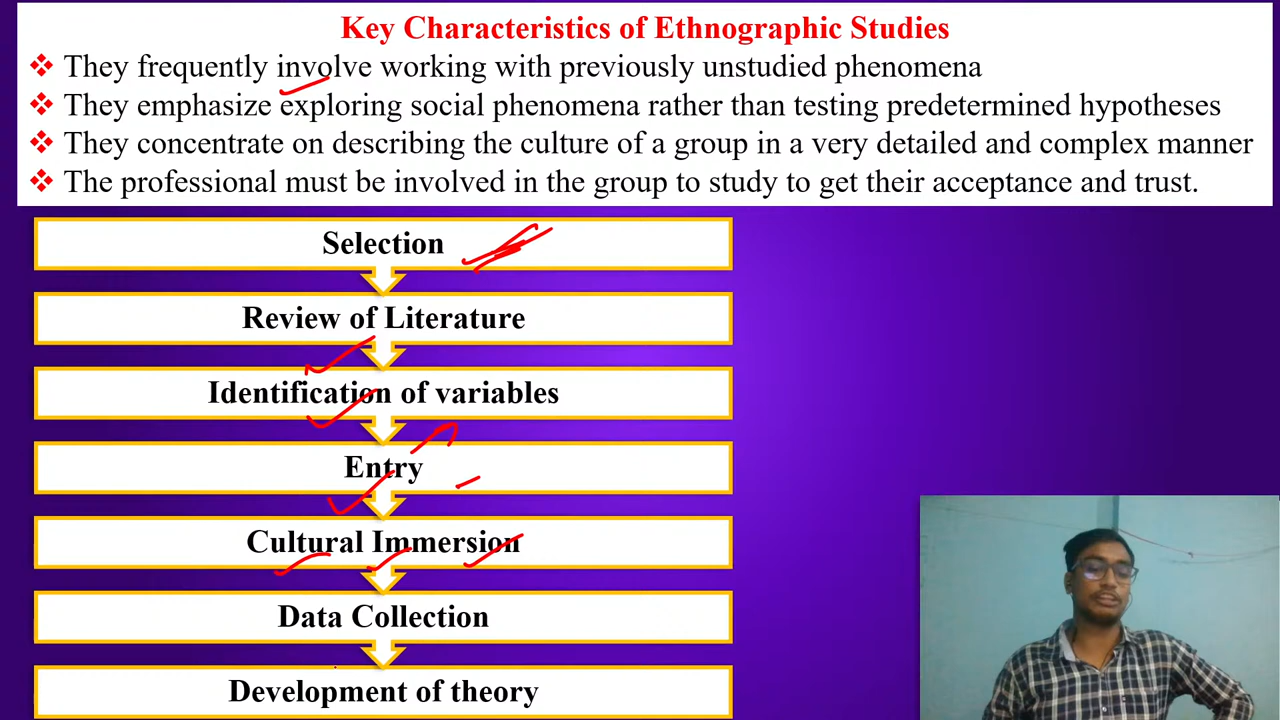 Key Characteristics of Ethnographic Studies
They frequently involve working with previously unstudied phenomena
They emphasize exploring social phenomena rather than testing predetermined hypotheses
They concentrate on describing the culture of a group in a very detailed and complex manner
The professional must be involved in the group to study to get their acceptance and trust.
Selection
Review of Literature
Identification of variables
Entry
Cultural Immersion
Data Collection
Development of theory